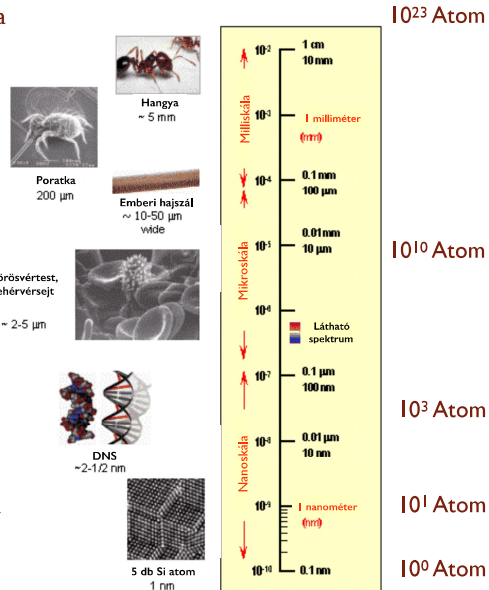 a
Hangya
~ 5 mm
Poratka
200 µm
Emberi hajszál
~ 10-50 µm
wide
örösvértest,
ehérvérsejt
~ 2-5 µm
DNS
~2-1/2 nm
5 db Si atom
1 nm
Milliskála
Mikroskála
Nanoskála
10-2
10-3
10-4
10-5
10-6
10-7
10-8
10-9
10-10
1 cm
10 mm
1 milliméter
(mm)
0.1 mm
100 µm
0.01 mm
10 µm
Látható
spektrum
0.1 µm
100 nm
0.01 µm
10 nm
1 nanométer
(nm)
0.1 nm
10²³ Atom
10¹⁰ Atom
10³ Atom
10¹ Atom
10⁰ Atom